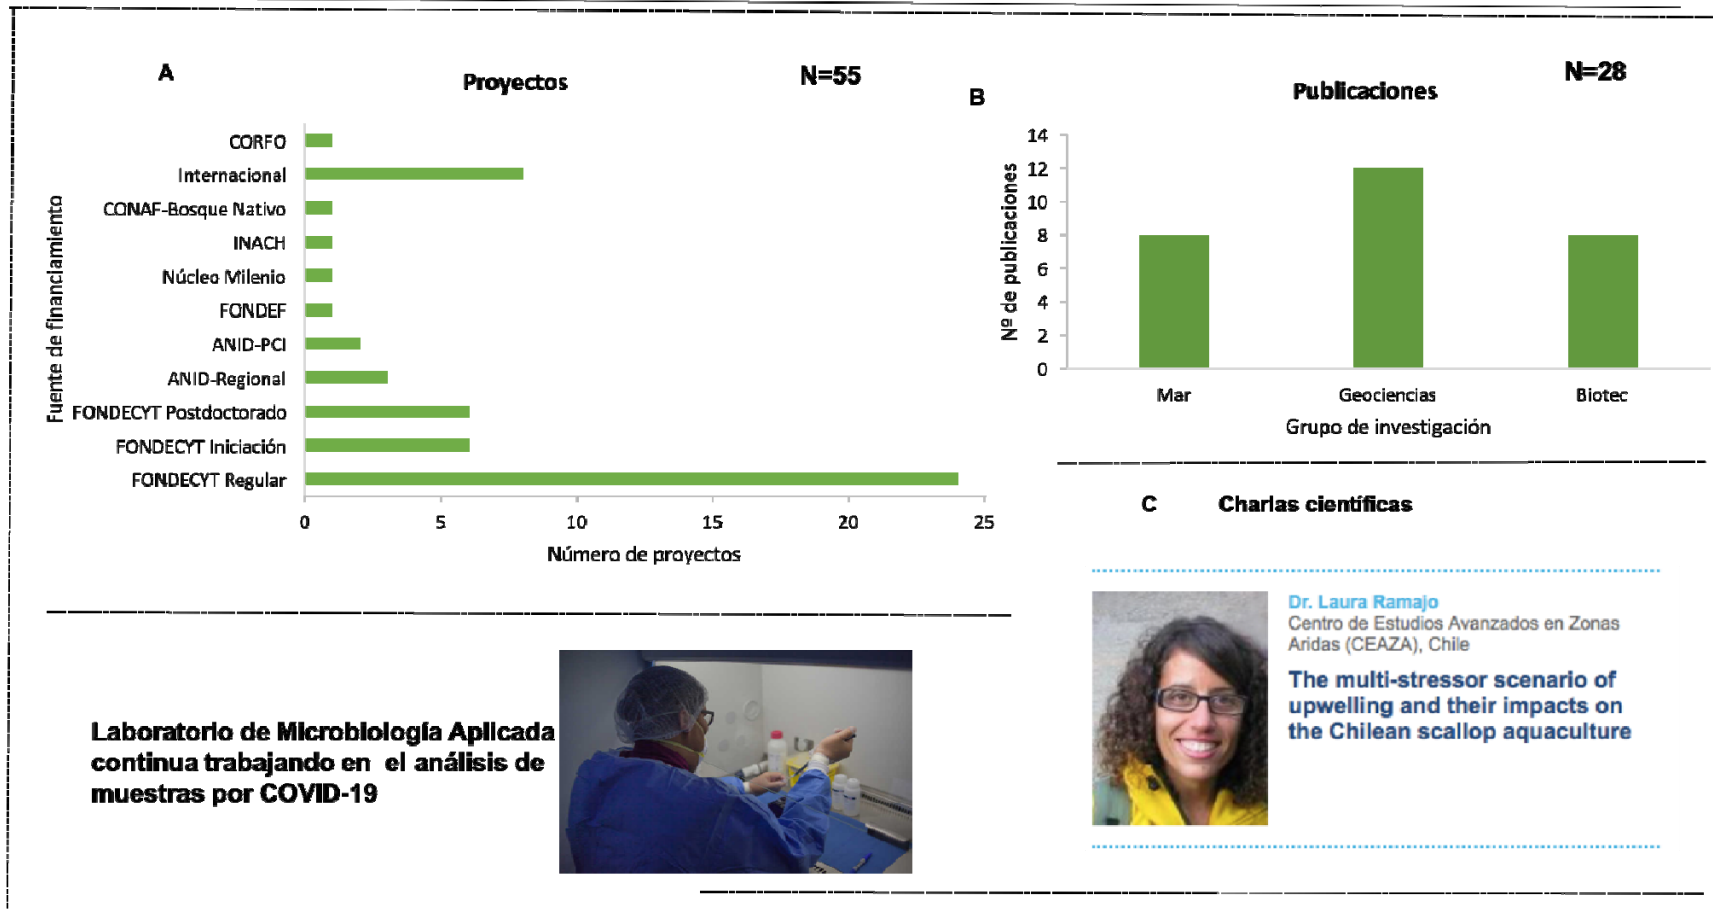 A
Proyectos
N=55
Fuente de financiamiento
CORFO
Internacional
CONAF-Bosque Nativo
INACH
Núcleo Milenio
FONDEF
ANID-PCI
ANID-Regional
FONDECYT Postdoctorado
FONDECYT Iniciación
FONDECYT Regular
0 5 10 15 20 25
Número de proyectos
B
Publicaciones
N=28
Nº de publicaciones
14
12
10
8
6
4
2
0
Mar Geociencias Biotec
Grupo de investigación
C Charlas científicas
Dr. Laura Ramajo
Centro de Estudios Avanzados en Zonas
Aridas (CEAZA), Chile
The multi-stressor scenario of
upwelling and their impacts on
the Chilean scallop aquaculture
Laboratorio de Microbiología Aplicada
continua trabajando en el análisis de
muestras por COVID-19